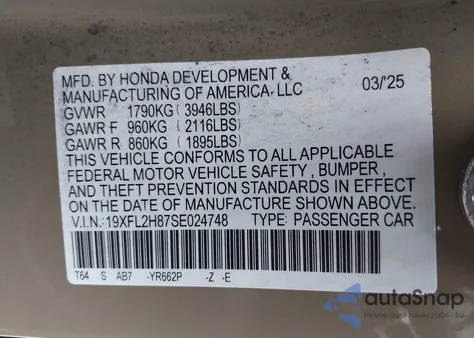 MFD. BY HONDA DEVELOPMENT &
MANUFACTURING OF AMERICA, LLC 03/'25
GVWR 1790KG (3946LBS)
GAWR F 960KG (2116LBS)
GAWR R 860KG (1895LBS)
THIS VEHICLE CONFORMS TO ALL APPLICABLE
FEDERAL MOTOR VEHICLE SAFETY, BUMPER,
AND THEFT PREVENTION STANDARDS IN EFFECT
ON THE DATE OF MANUFACTURE SHOWN ABOVE.
V.I.N.:19XFL2H87SE024748 TYPE: PASSENGER CAR
T64 S AB7 -YR662P -Z -E
autoSnap